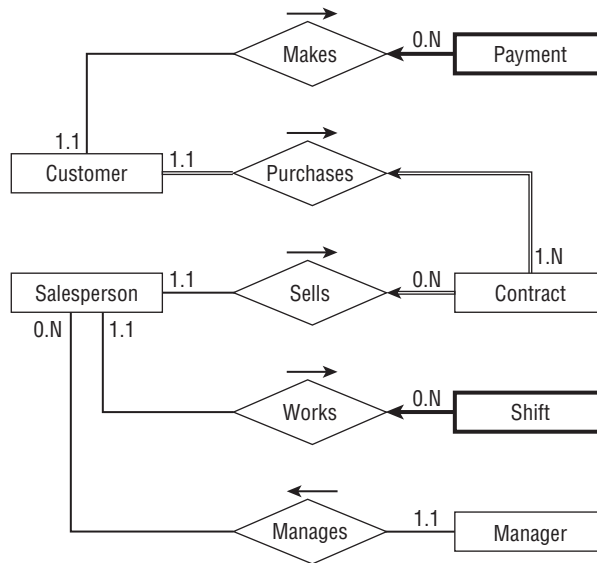 0.N
Makes
Payment
1.1
1.1
Customer
Purchases
1.N
1.1
0.N
Salesperson
Sells
Contract
0.N
1.1
0.N
Works
Shift
1.1
Manages
Manager